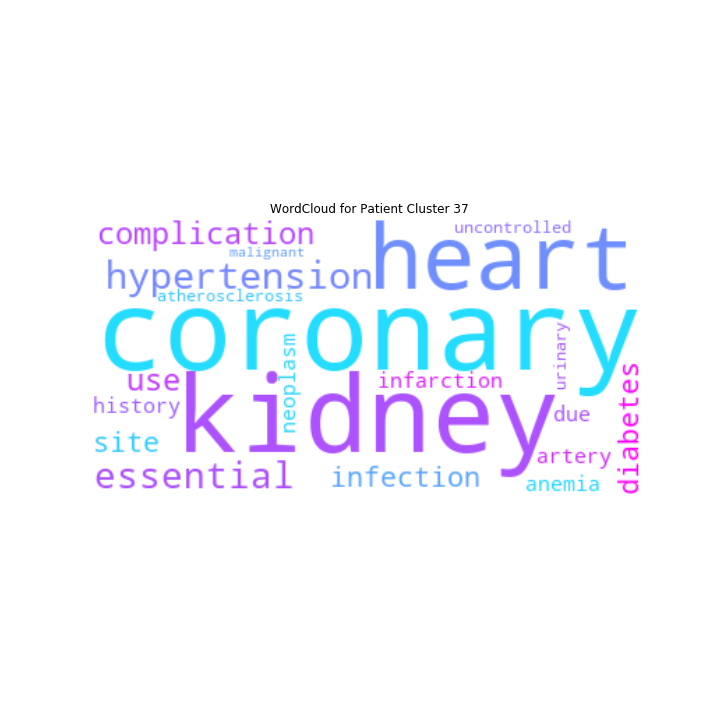 WordCloud for Patient Cluster 37
complication
uncontrolled
heart
malignant
hypertension
atherosclerosis
coronary
urinary
neoplasm
use
infarction
diabetes
kidney
history
due
site
artery
essential
infection
anemia